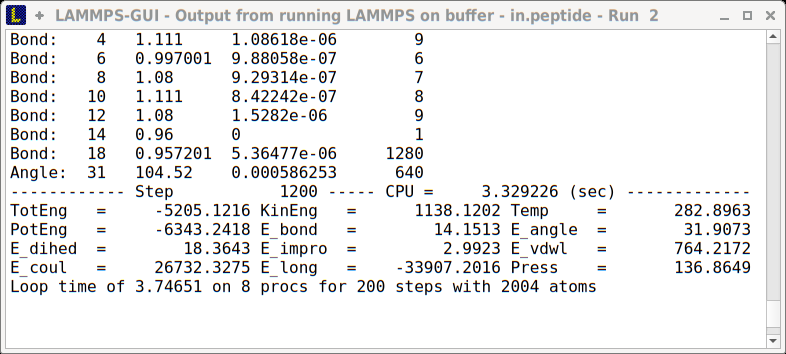 LAMMPS-GUI - Output from running LAMMPS on buffer - in.peptide - Run 2
Bond: 4 1.111 1.08618e-06 9
Bond: 6 0.997001 9.88058e-07 6
Bond: 8 1.08 9.29314e-07 7
Bond: 10 1.111 8.42242e-07 8
Bond: 12 1.08 1.5282e-06 9
Bond: 14 0.96 0 1
Bond: 18 0.957201 5.36477e-06 1280
Angle: 31 104.52 0.000586253 640
------------ Step 1200 ----- CPU = 3.329226 (sec) -------------
TotEng = -5205.1216 KinEng = 1138.1202 Temp = 282.8963
PotEng = -6343.2418 E_bond = 14.1513 E_angle = 31.9073
E_dihed = 18.3643 E_impro = 2.9923 E_vdwl = 764.2172
E_coul = 26732.3275 E_long = -33907.2016 Press = 136.8649
Loop time of 3.74651 on 8 procs for 200 steps with 2004 atoms